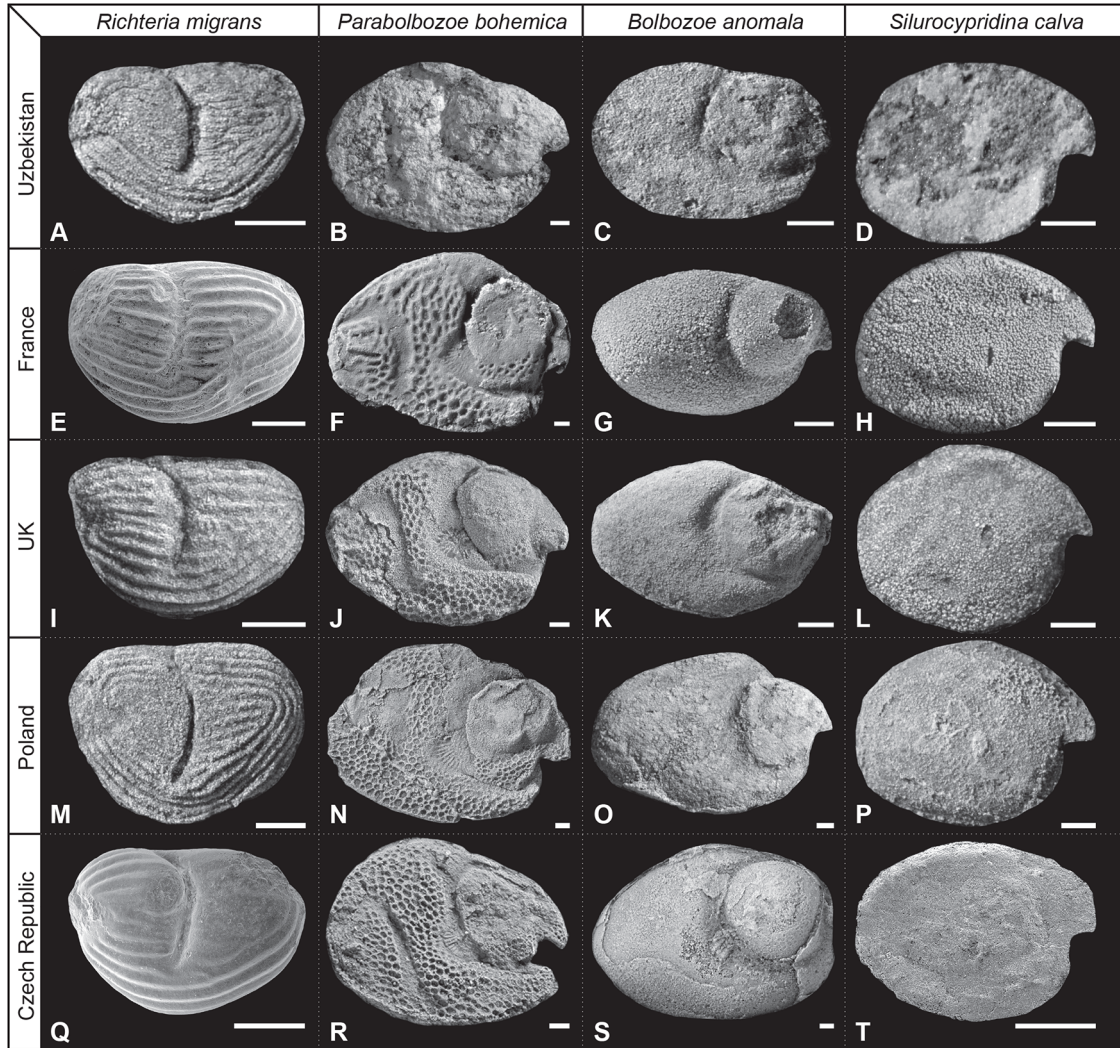 Richteria migrans Parabolbozoe bohemica Bolbozoe anomala Silurocypridina calva
Uzbekistan
A B C D
France
E F G H
UK
I J K L
Poland
M N O P
Czech Republic
Q R S T